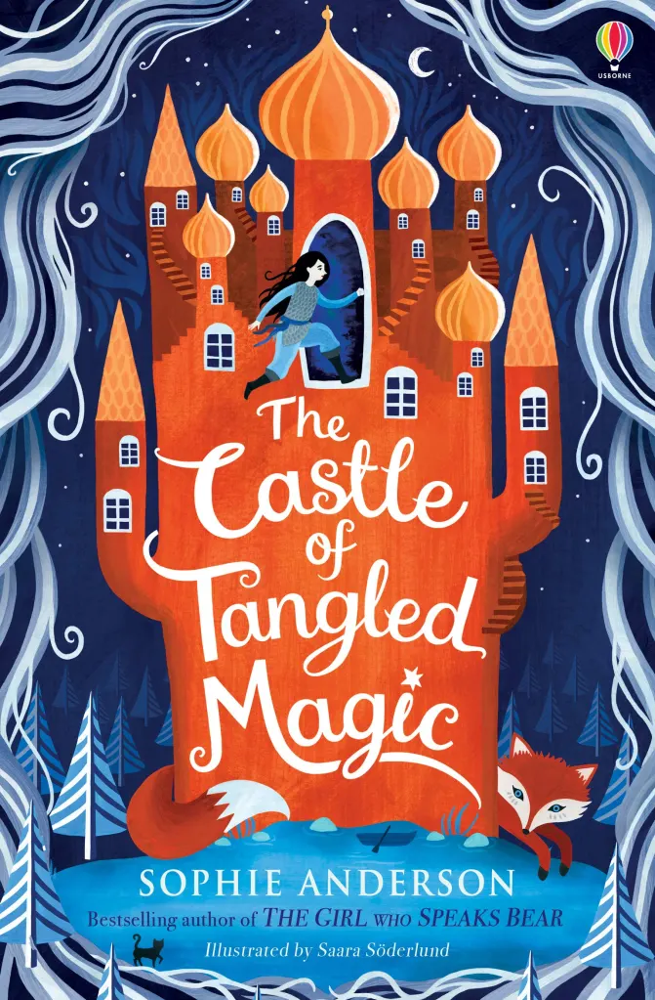 USBORNE
The
Castle
of
Tangled
Magic
SOPHIE ANDERSON
Bestselling author of THE GIRL WHO SPEAKS BEAR
Illustrated by Saara Söderlund